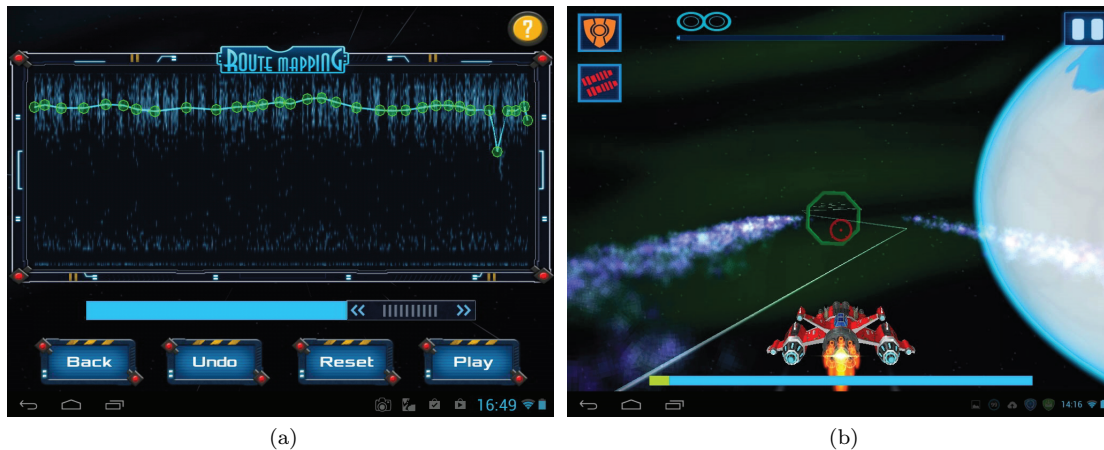 ?
ROUTE MAPPING
Back
Undo
Reset
Play
16:49
14:16
(a)
(b)